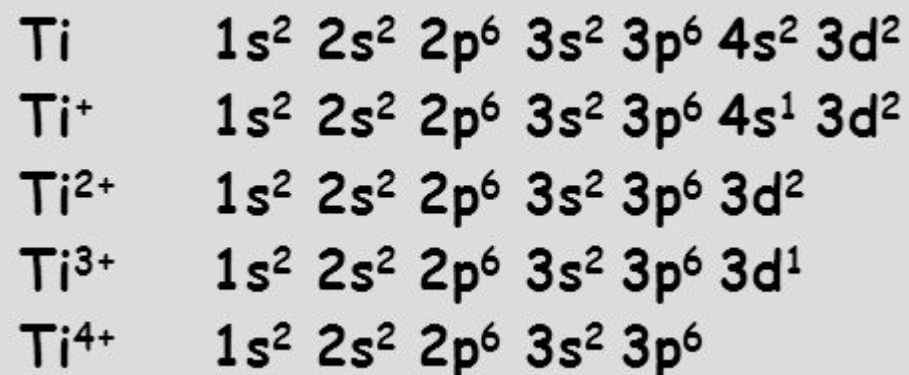 Ti 1s² 2s² 2p⁶ 3s² 3p⁶ 4s² 3d²
Ti⁺ 1s² 2s² 2p⁶ 3s² 3p⁶ 4s¹ 3d²
Ti²⁺ 1s² 2s² 2p⁶ 3s² 3p⁶ 3d²
Ti³⁺ 1s² 2s² 2p⁶ 3s² 3p⁶ 3d¹
Ti⁴⁺ 1s² 2s² 2p⁶ 3s² 3p⁶